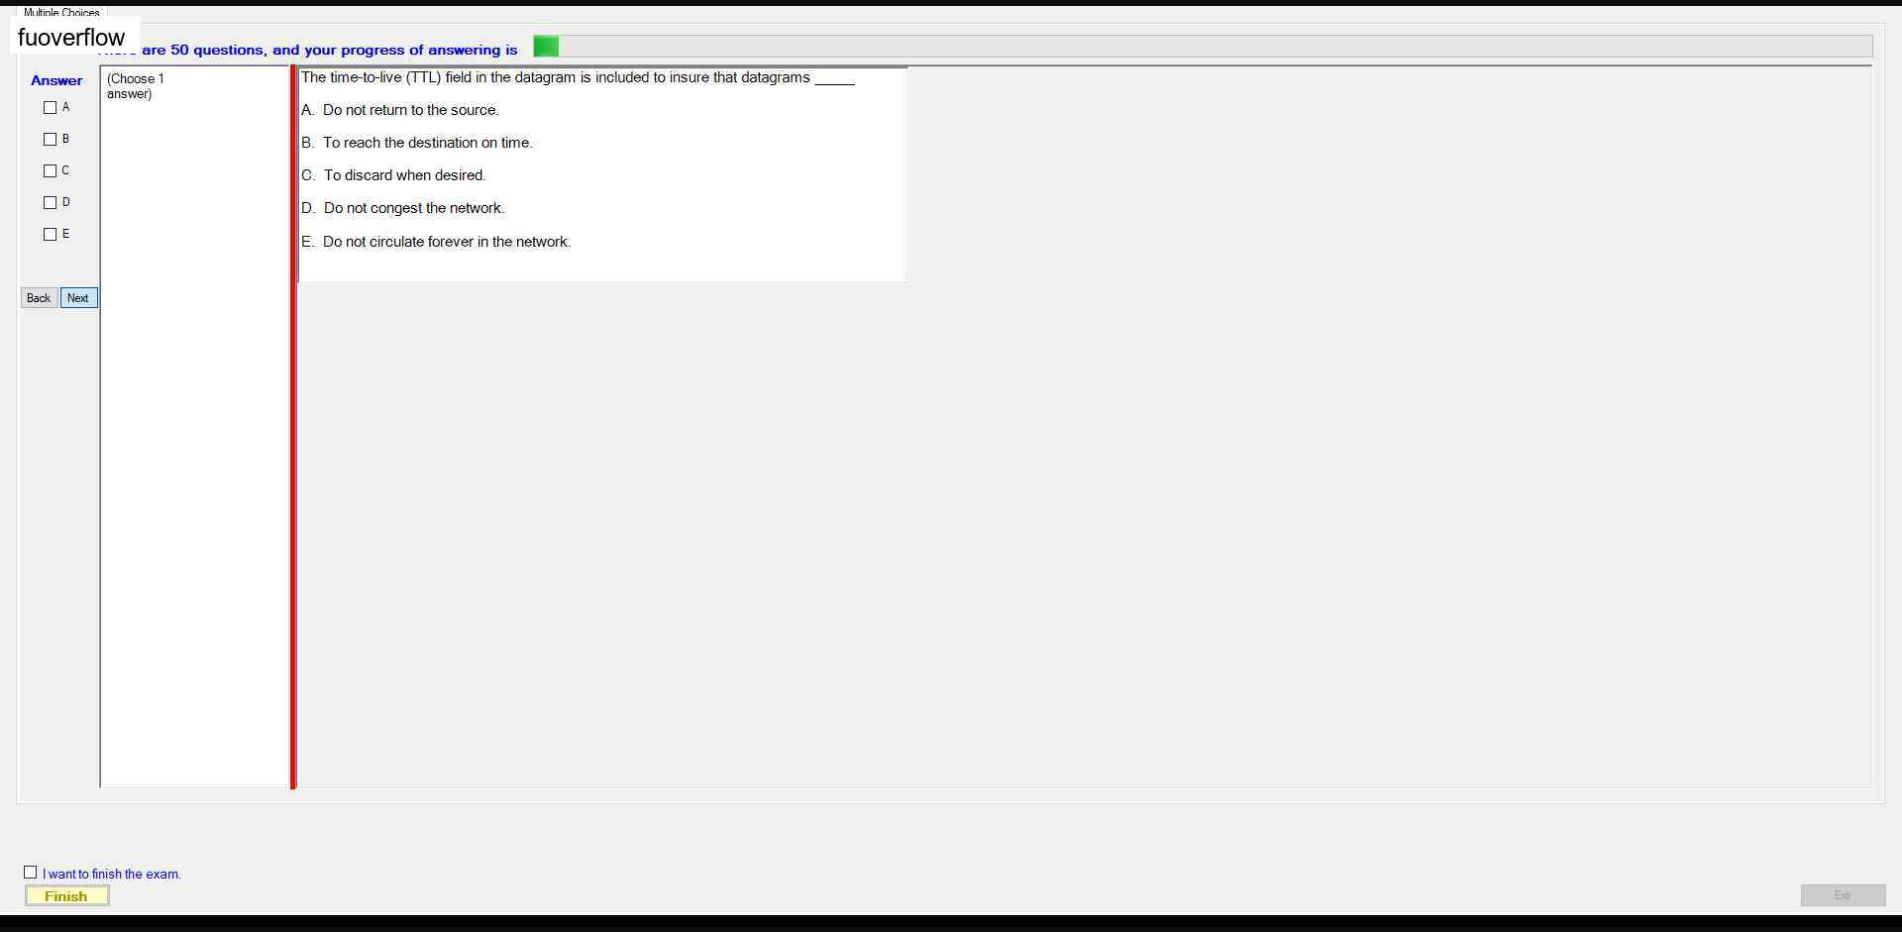 Multiple Choices
fuoverflow
are 50 questions, and your progress of answering is
Answer
(Choose 1
answer)
A
B
C
D
E
Back
Next
The time-to-live (TTL) field in the datagram is included to insure that datagrams _____
A. Do not return to the source.
B. To reach the destination on time.
C. To discard when desired.
D. Do not congest the network.
E. Do not circulate forever in the network.
I want to finish the exam.
Finish
Exit